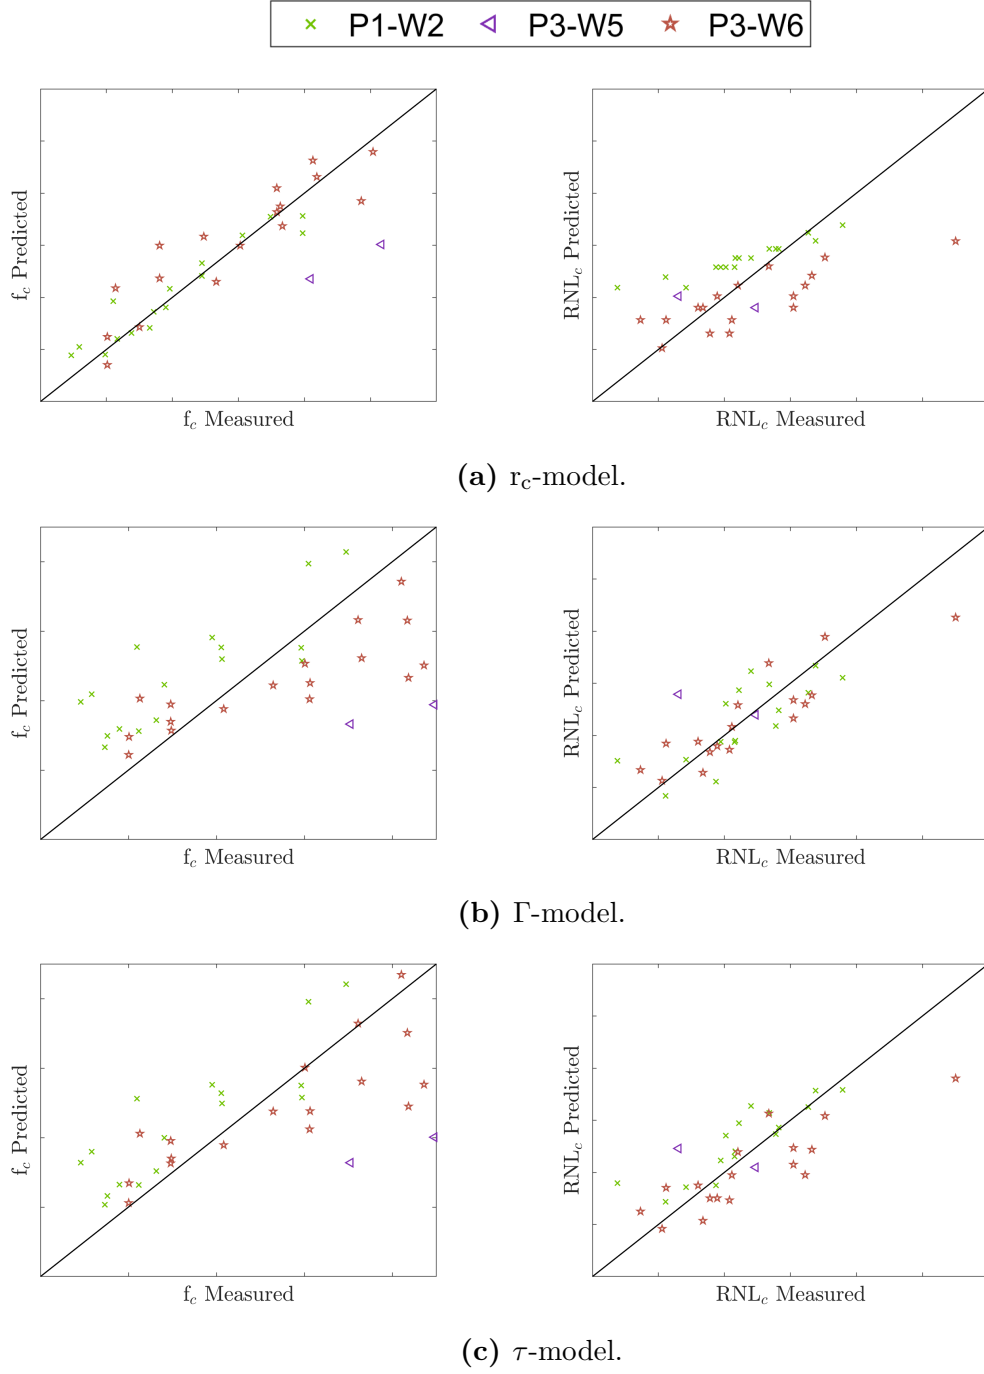 P1-W2 P3-W5 P3-W6
f_c Predicted
f_c Measured
RNL_c Predicted
RNL_c Measured
(a) r_c-model.
f_c Predicted
f_c Measured
RNL_c Predicted
RNL_c Measured
(b) Γ-model.
f_c Predicted
f_c Measured
RNL_c Predicted
RNL_c Measured
(c) τ-model.